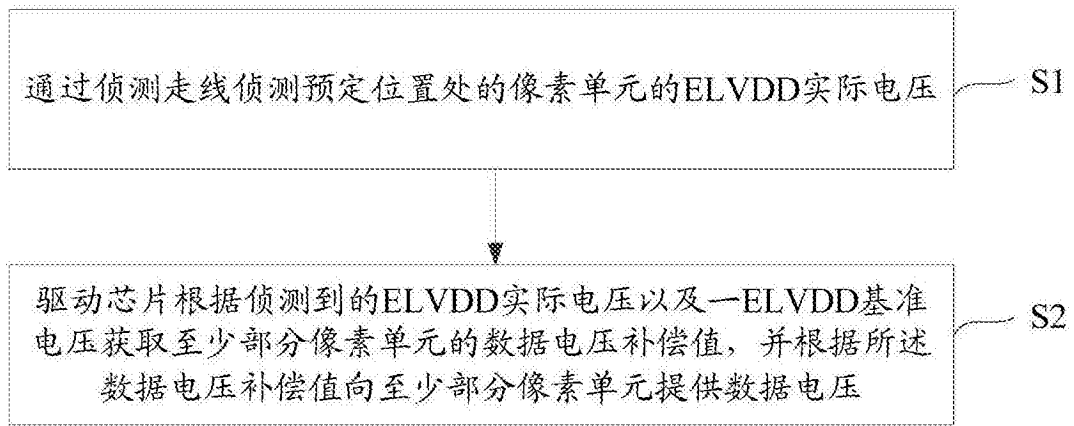 通过侦测走线侦测预定位置处的像素单元的ELVDD实际电压
S1
驱动芯片根据侦测到的ELVDD实际电压以及一ELVDD基准
电压获取至少部分像素单元的数据电压补偿值，并根据所述
数据电压补偿值向至少部分像素单元提供数据电压
S2